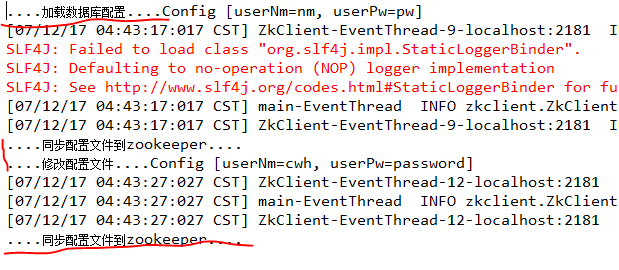 ....加载数据库配置....Config [userNm=nm, userPw=pw]
[07/12/17 04:43:17:017 CST] ZkClient-EventThread-9-localhost:2181  I
SLF4J: Failed to load class "org.slf4j.impl.StaticLoggerBinder".
SLF4J: Defaulting to no-operation (NOP) logger implementation
SLF4J: See http://www.slf4j.org/codes.html#StaticLoggerBinder for fu
[07/12/17 04:43:17:017 CST] main-EventThread  INFO zkclient.ZkClient
[07/12/17 04:43:17:017 CST] ZkClient-EventThread-9-localhost:2181  I
....同步配置文件到zookeeper....
....修改配置文件....Config [userNm=cwh, userPw=password]
[07/12/17 04:43:27:027 CST] ZkClient-EventThread-12-localhost:2181
[07/12/17 04:43:27:027 CST] main-EventThread  INFO zkclient.ZkClient
[07/12/17 04:43:27:027 CST] ZkClient-EventThread-12-localhost:2181
....同步配置文件到zookeeper....